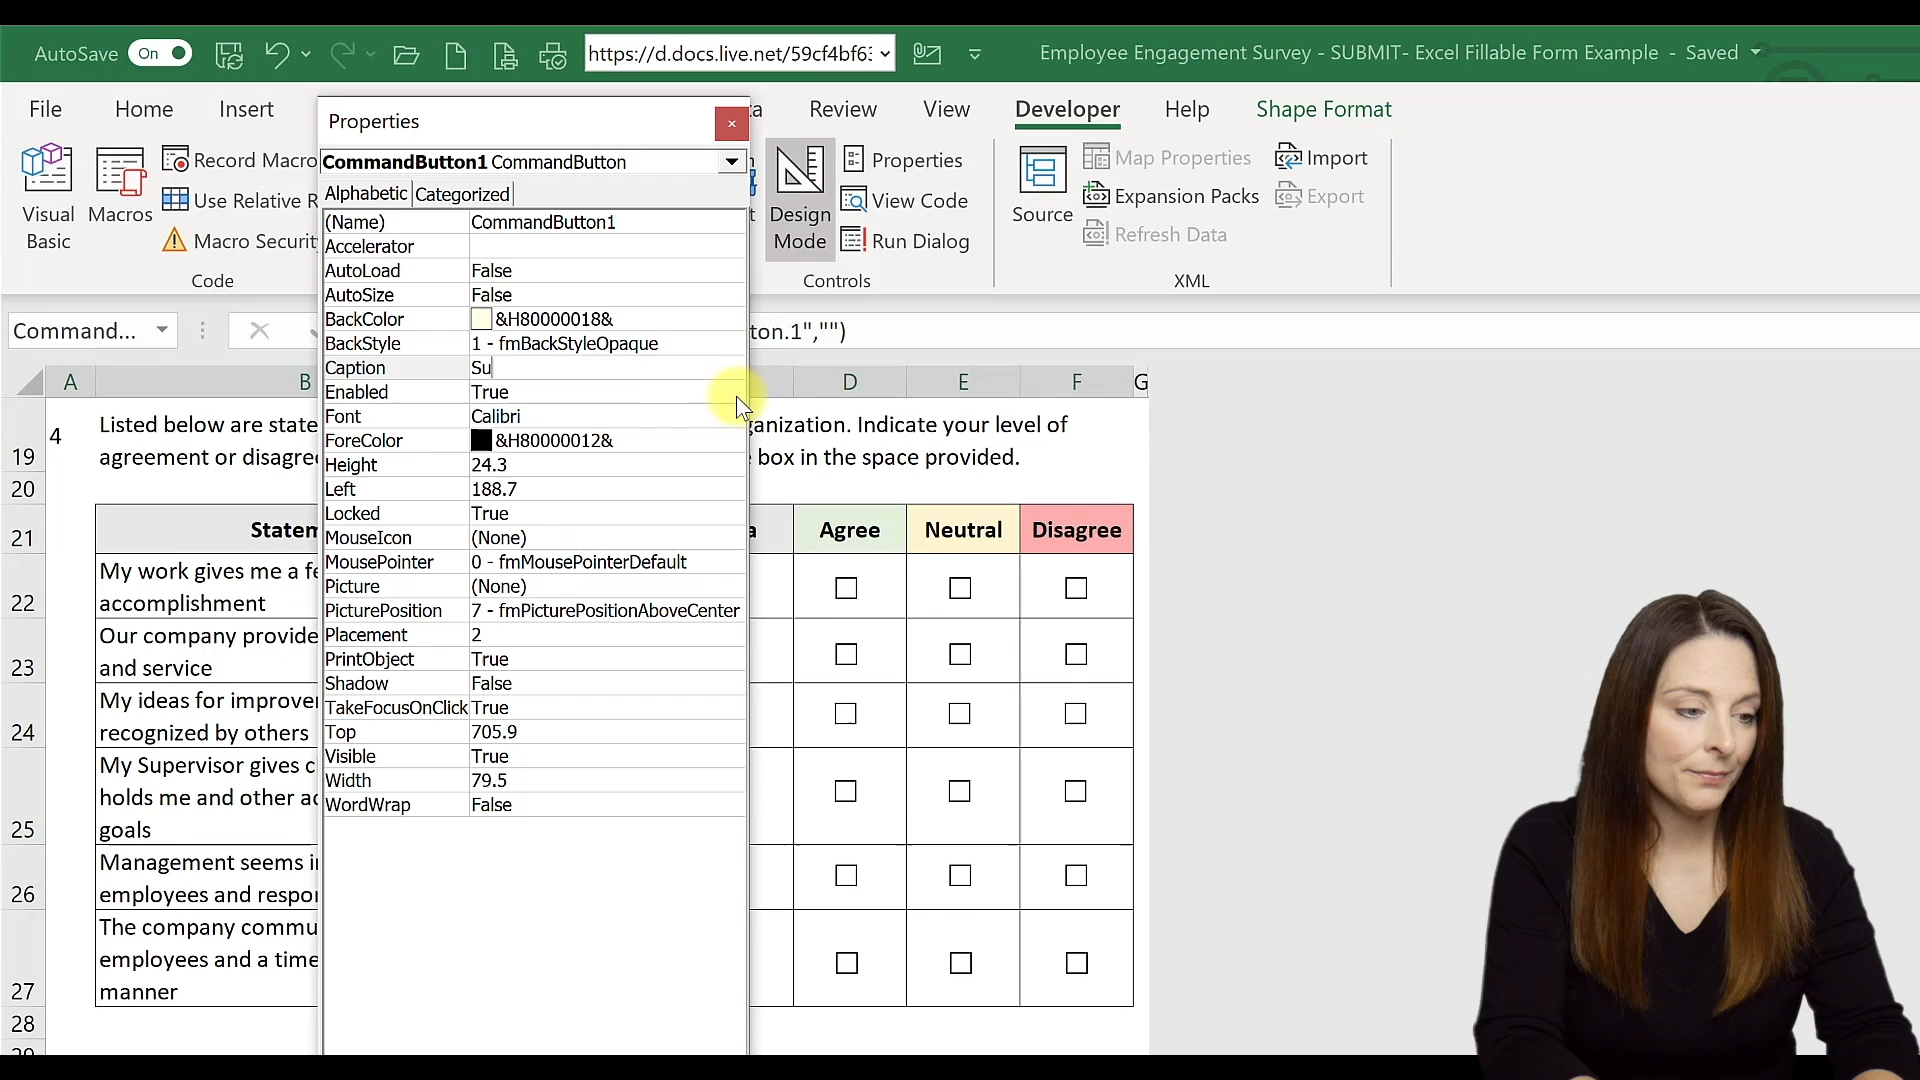 AutoSave On https://d.docs.live.net/59cf4bf6: Employee Engagement Survey - SUBMIT- Excel Fillable Form Example - Saved
File Home Insert Review View Developer Help Shape Format
Properties
CommandButton1 CommandButton
Alphabetic Categorized
(Name) CommandButton1
Accelerator
AutoLoad False
AutoSize False
BackColor &H80000018&
BackStyle 1 - fmBackStyleOpaque
Caption Su
Enabled True
Font Calibri
ForeColor &H80000012&
Height 24.3
Left 188.7
Locked True
MouseIcon (None)
MousePointer 0 - fmMousePointerDefault
Picture (None)
PicturePosition 7 - fmPicturePositionAboveCenter
Placement 2
PrintObject True
Shadow False
TakeFocusOnClick True
Top 705.9
Visible True
Width 79.5
WordWrap False
Visual Basic
Macros
Record Macro
Use Relative R
Macro Securit
Code
Design Mode
Properties
View Code
Run Dialog
Controls
Source
Map Properties
Expansion Packs
Refresh Data
Import
Export
XML
Command... ton.1","")
A B D E F G
19 4 Listed below are state ganization. Indicate your level of
agreement or disagre box in the space provided.
20
21 Staten a Agree Neutral Disagree
22 My work gives me a fe
accomplishment
23 Our company provide
and service
24 My ideas for improver
recognized by others
25 My Supervisor gives c
holds me and other ac
goals
26 Management seems i
employees and respo
27 The company commu
employees and a time
manner
28
29